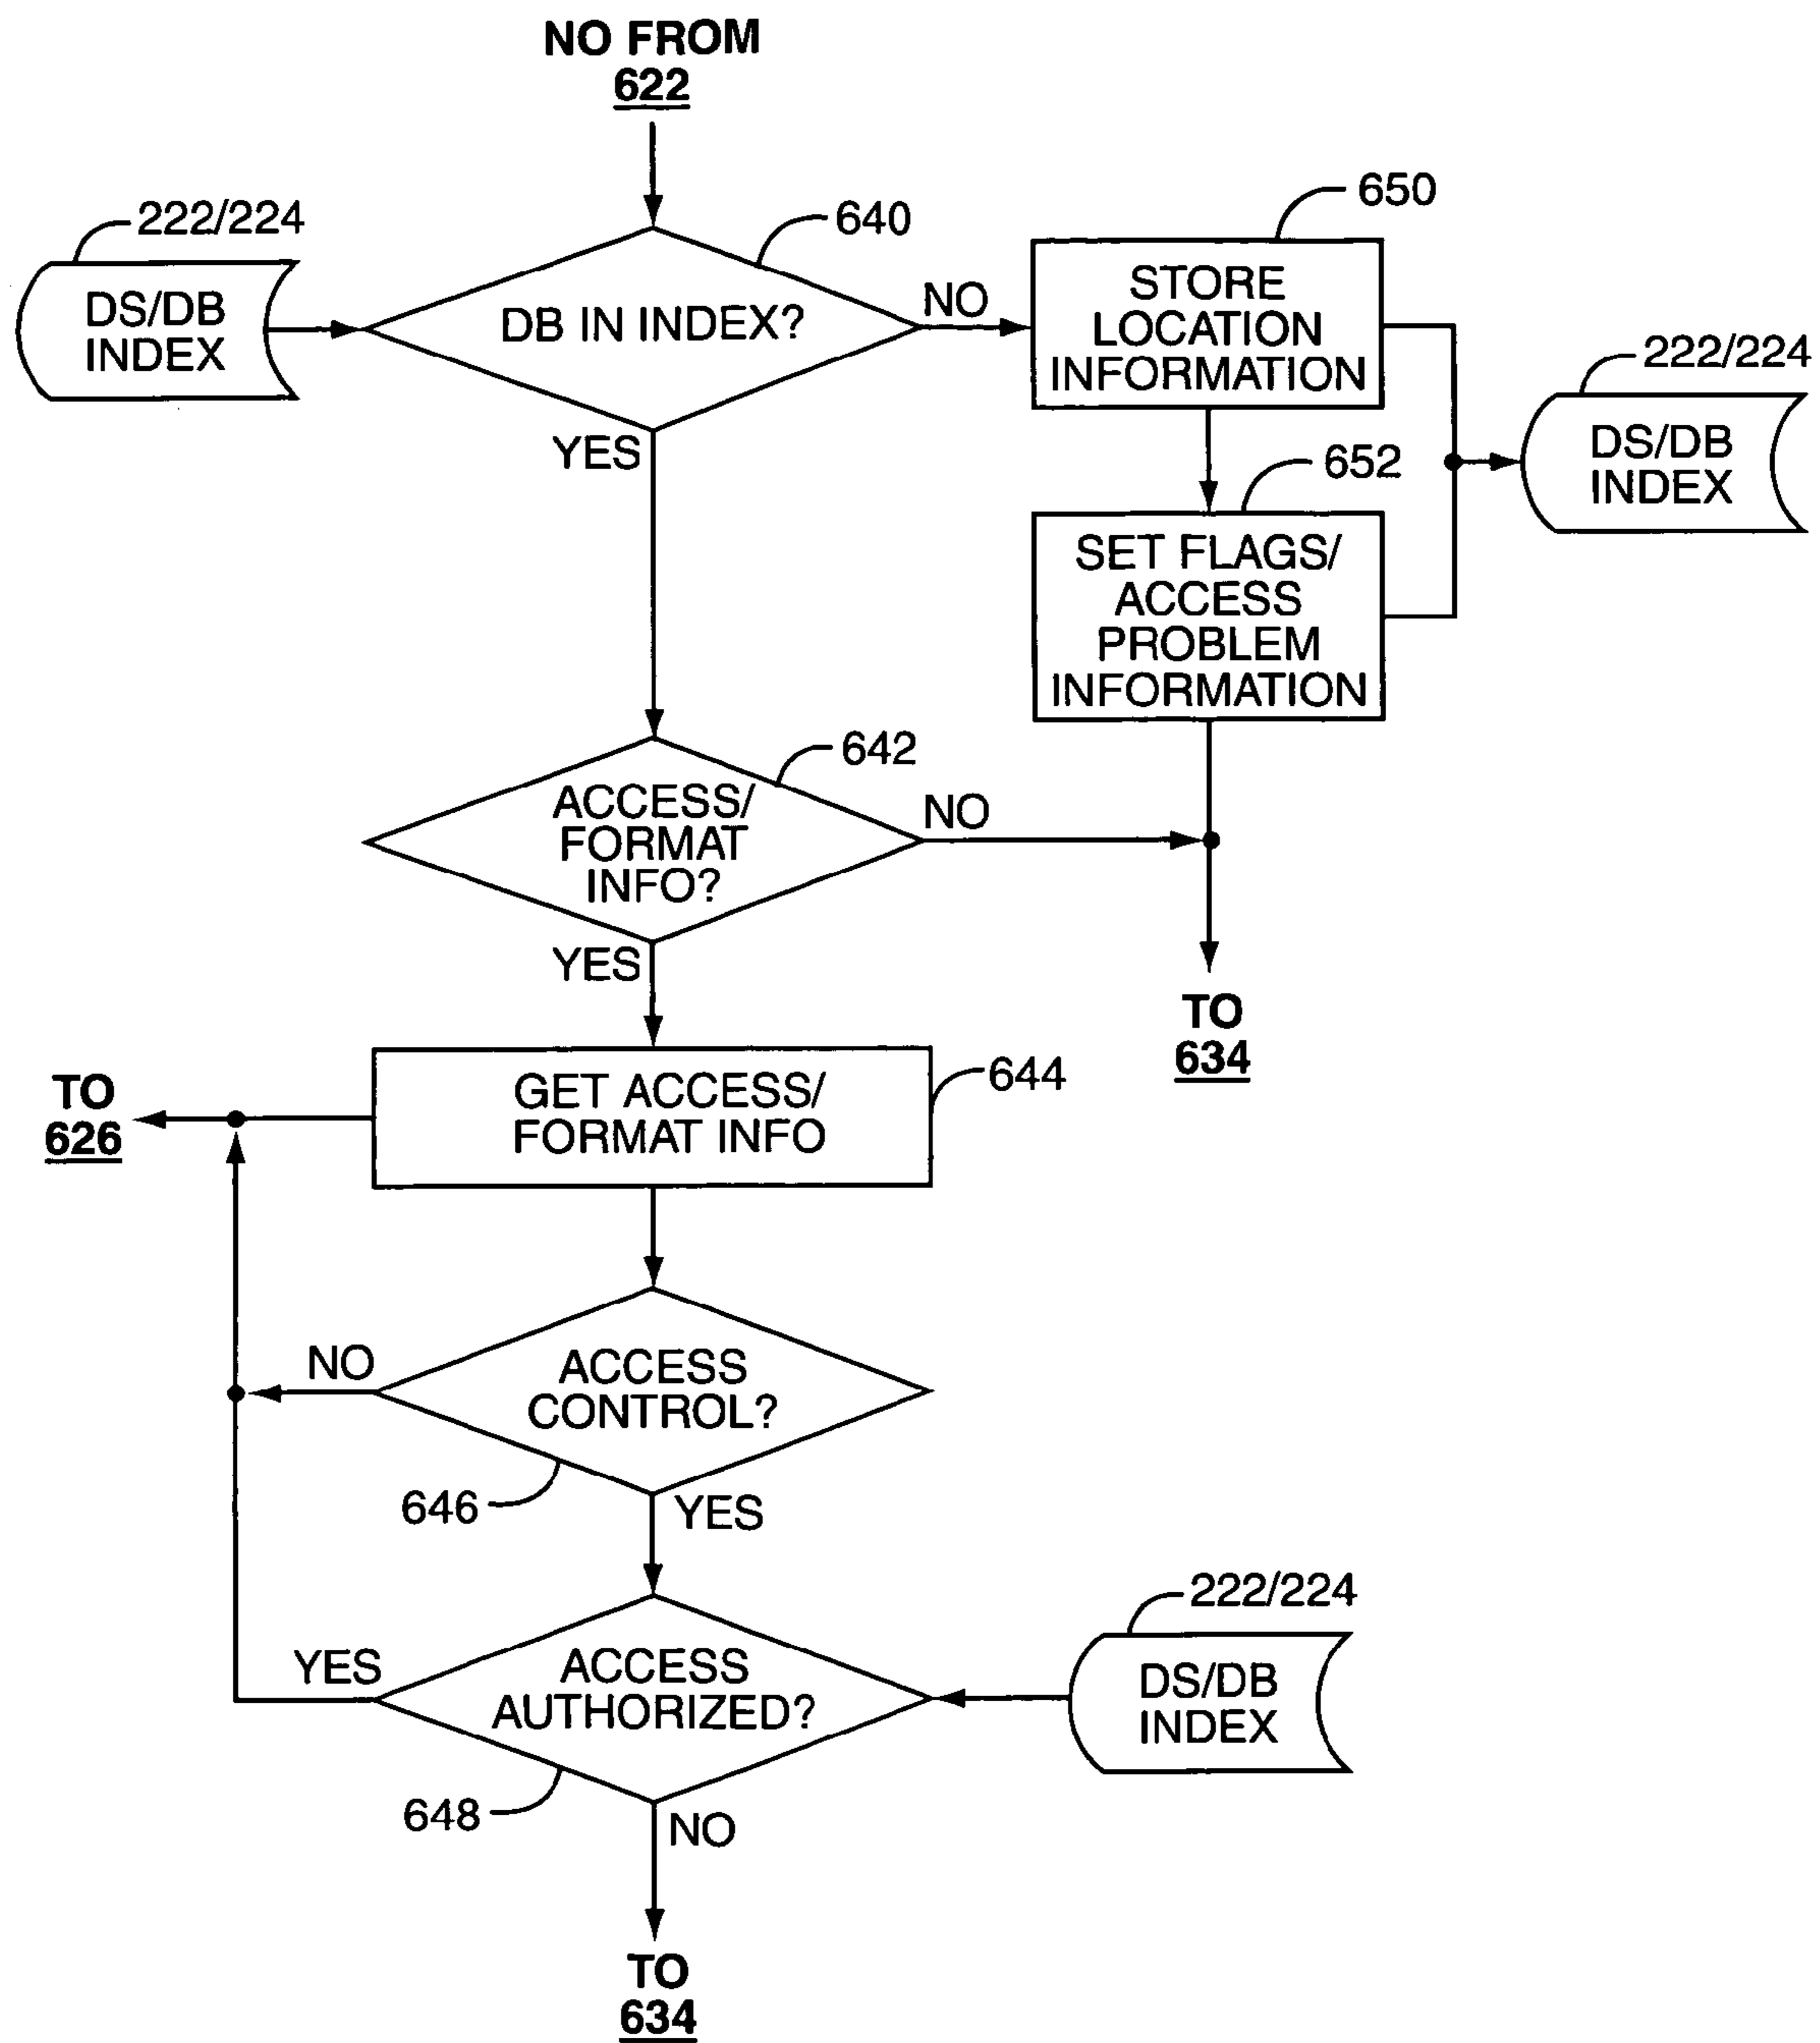 NO FROM
622
222/224
640
650
DS/DB
INDEX
DB IN INDEX?
NO
STORE
LOCATION
INFORMATION
222/224
DS/DB
INDEX
YES
652
SET FLAGS/
ACCESS
PROBLEM
INFORMATION
642
ACCESS/
FORMAT
INFO?
NO
YES
TO
634
TO
626
GET ACCESS/
FORMAT INFO
644
NO
ACCESS
CONTROL?
646
YES
222/224
YES
ACCESS
AUTHORIZED?
DS/DB
INDEX
648
NO
TO
634